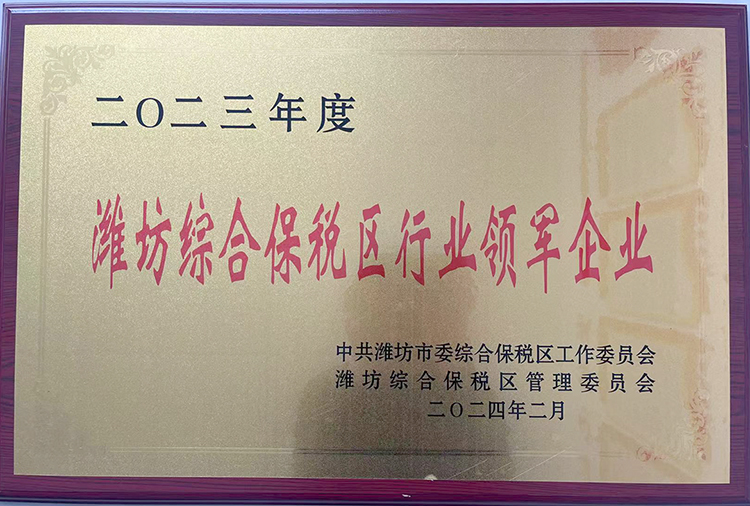 二〇二三年度
潍坊综合保税区行业领军企业
中共潍坊市委综合保税区工作委员会
潍坊综合保税区管理委员会
二〇二四年二月